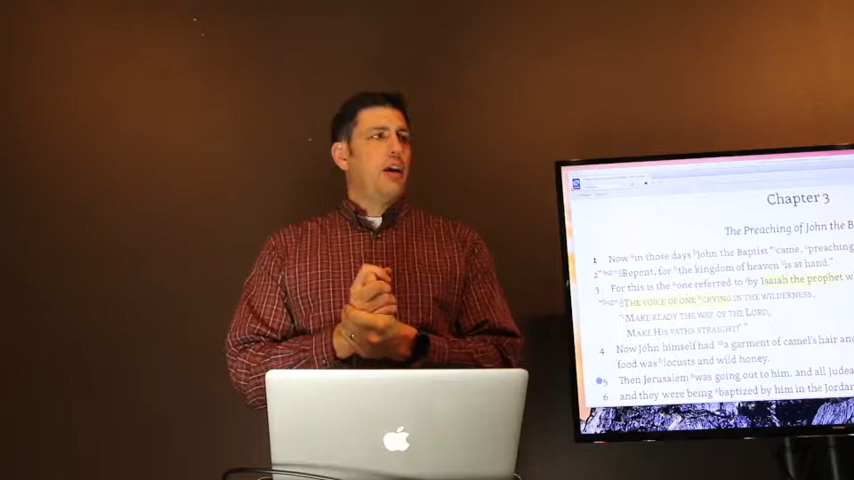 Chapter 3
The Preaching of John the B
1 Now in those days John the Baptist came, preaching
2 "Repent, for the kingdom of heaven is at hand."
3 For this is the one referred to by Isaiah the prophet w
"THE VOICE OF ONE CRYING IN THE WILDERNESS,
'MAKE READY THE WAY OF THE LORD,
MAKE HIS PATHS STRAIGHT!'"
4 Now John himself had a garment of camel's hair an
food was locusts and wild honey.
5 Then Jerusalem was going out to him, and all Judea
6 and they were being baptized by him in the Jordan